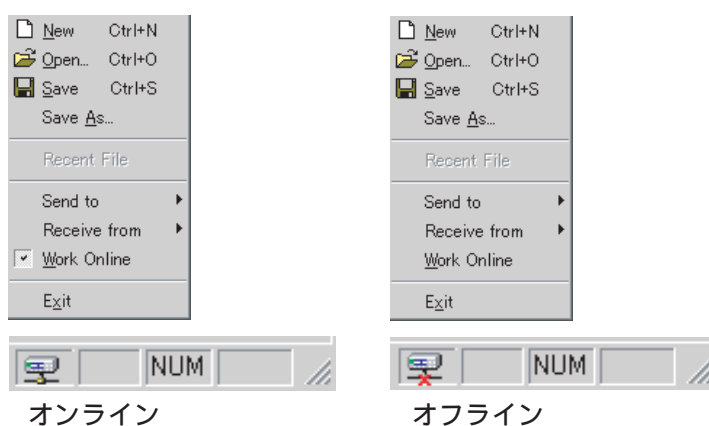 New Ctrl+N
Open... Ctrl+O
Save Ctrl+S
Save As...
Recent File
Send to
Receive from
Work Online
Exit
NUM
オンライン
New Ctrl+N
Open... Ctrl+O
Save Ctrl+S
Save As...
Recent File
Send to
Receive from
Work Online
Exit
NUM
オフライン